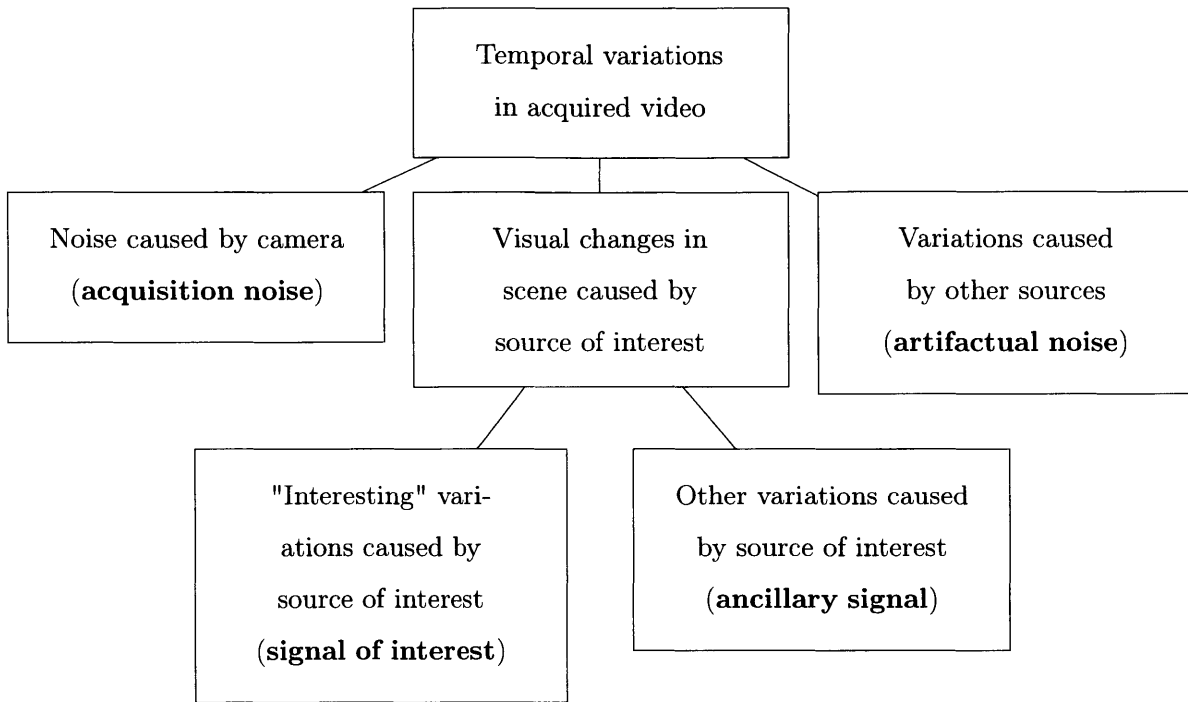 Temporal variations
in acquired video
Noise caused by camera
(acquisition noise)
Visual changes in
scene caused by
source of interest
Variations caused
by other sources
(artifactual noise)
"Interesting" vari-
ations caused by
source of interest
(signal of interest)
Other variations caused
by source of interest
(ancillary signal)